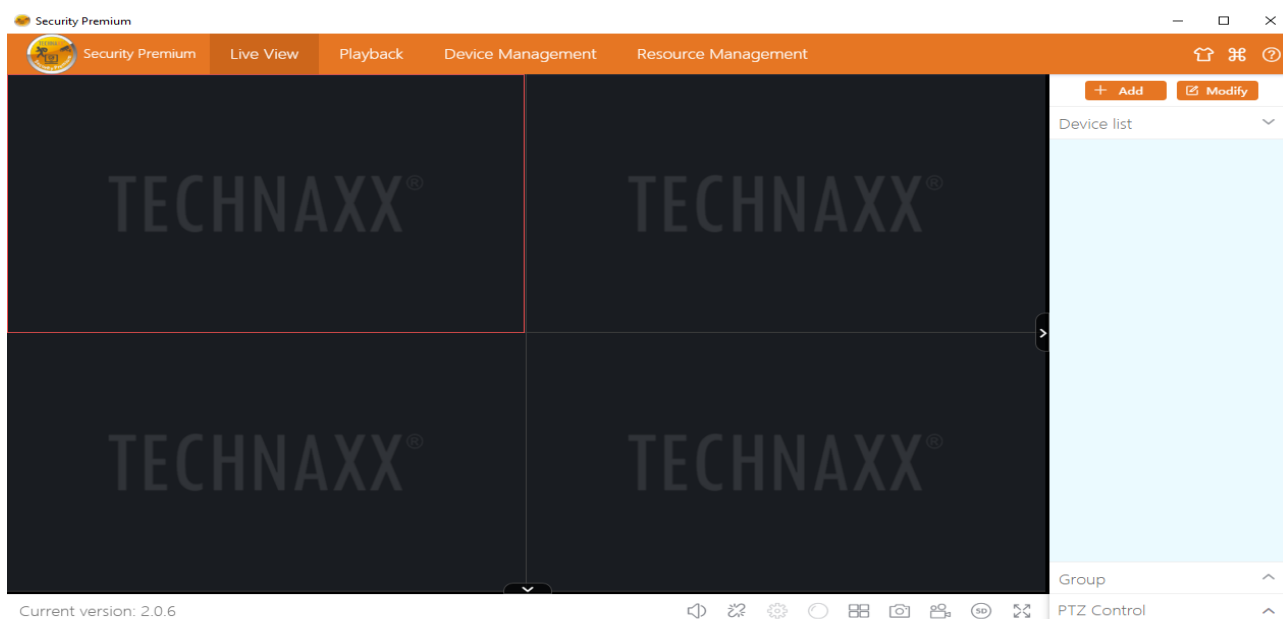 Security Premium
Security Premium Live View Playback Device Management Resource Management
+ Add Modify
Device list
TECHNAXX® TECHNAXX®
TECHNAXX® TECHNAXX®
Group
Current version: 2.0.6 SD PTZ Control